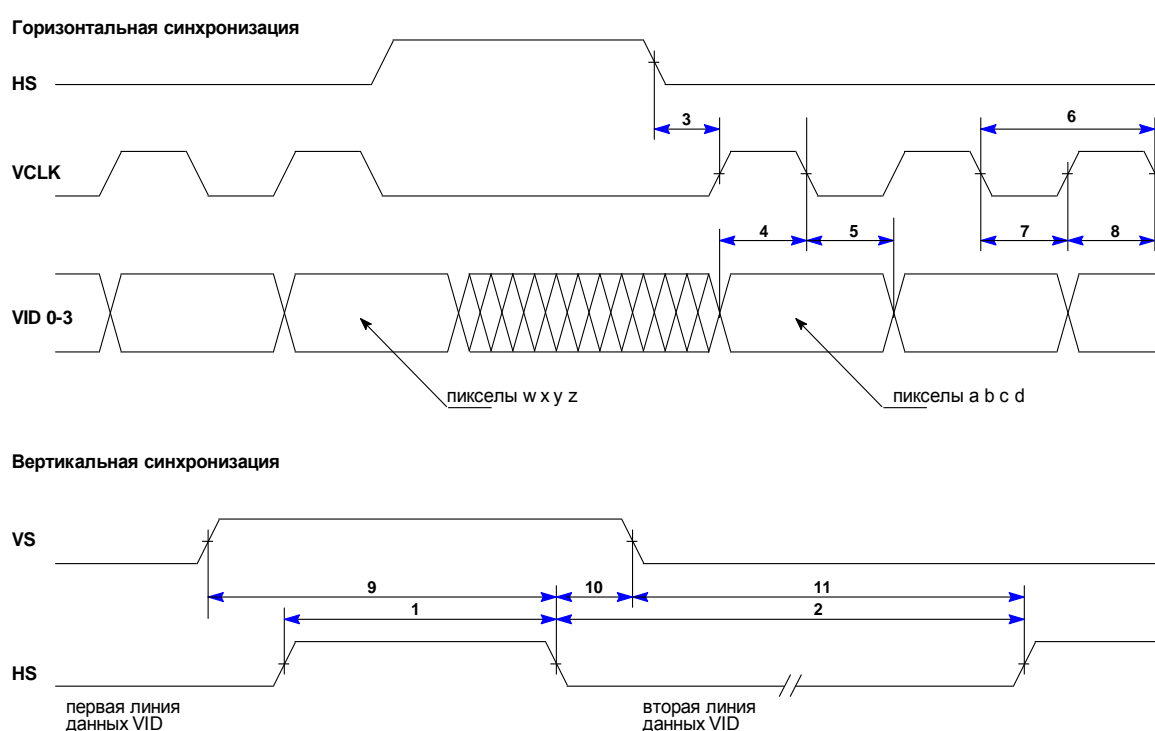 Горизонтальная синхронизация
HS
3
6
VCLK
4
5
7
8
VID 0-3
пикселы w x y z
пикселы a b c d
Вертикальная синхронизация
VS
9
10
11
1
2
HS
первая линия
данных VID
вторая линия
данных VID